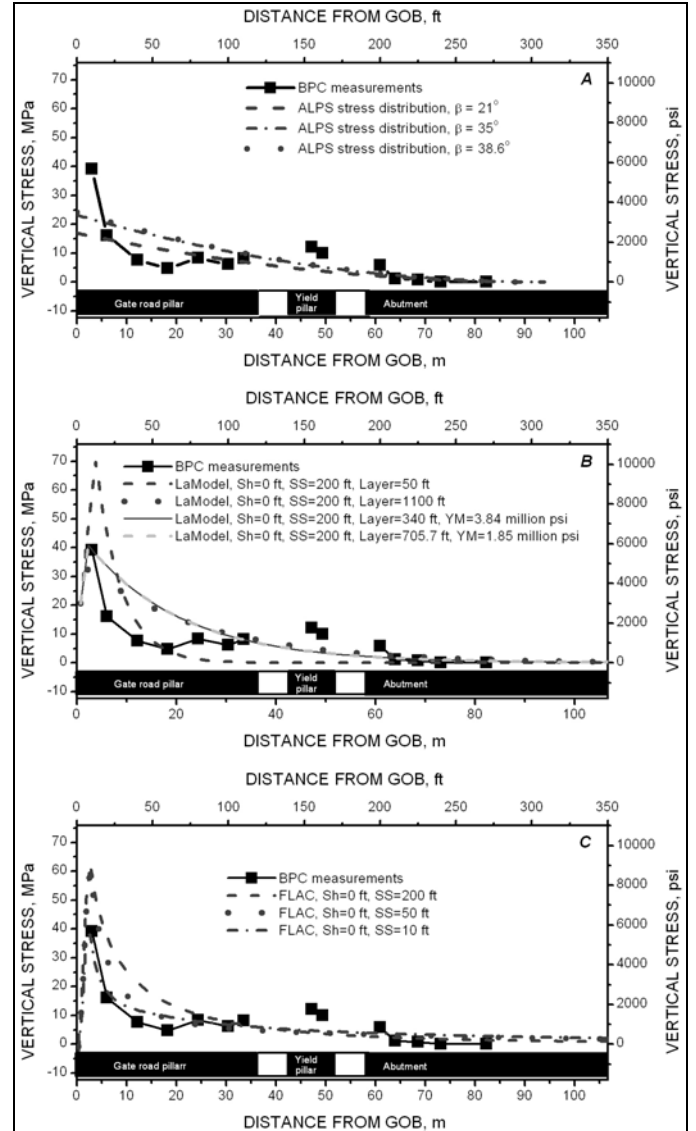 DISTANCE FROM GOB, ft
0 50 100 150 200 250 300 350
A
BPC measurements
ALPS stress distribution, β = 21°
ALPS stress distribution, β = 35°
ALPS stress distribution, β = 38.6°
VERTICAL STRESS, MPa
70
60
50
40
30
20
10
0
-10
VERTICAL STRESS, psi
10000
8000
6000
4000
2000
0
Gate road pillar
Yield
pillar
Abutment
0 10 20 30 40 50 60 70 80 90 100
DISTANCE FROM GOB, m
DISTANCE FROM GOB, ft
0 50 100 150 200 250 300 350
B
BPC measurements
LaModel, Sh=0 ft, SS=200 ft, Layer=50 ft
LaModel, Sh=0 ft, SS=200 ft, Layer=1100 ft
LaModel, Sh=0 ft, SS=200 ft, Layer=340 ft, YM=3.84 million psi
LaModel, Sh=0 ft, SS=200 ft, Layer=705.7 ft, YM=1.85 million psi
VERTICAL STRESS, MPa
70
60
50
40
30
20
10
0
-10
VERTICAL STRESS, psi
10000
8000
6000
4000
2000
0
Gate road pillar
Yield
pillar
Abutment
0 10 20 30 40 50 60 70 80 90 100
DISTANCE FROM GOB, m
DISTANCE FROM GOB, ft
0 50 100 150 200 250 300 350
C
BPC measurements
FLAC, Sh=0 ft, SS=200 ft
FLAC, Sh=0 ft, SS=50 ft
FLAC, Sh=0 ft, SS=10 ft
VERTICAL STRESS, MPa
70
60
50
40
30
20
10
0
-10
VERTICAL STRESS, psi
10000
8000
6000
4000
2000
0
Gate road pillarr
Yield
pillar
Abutment
0 10 20 30 40 50 60 70 80 90 100
DISTANCE FROM GOB, m